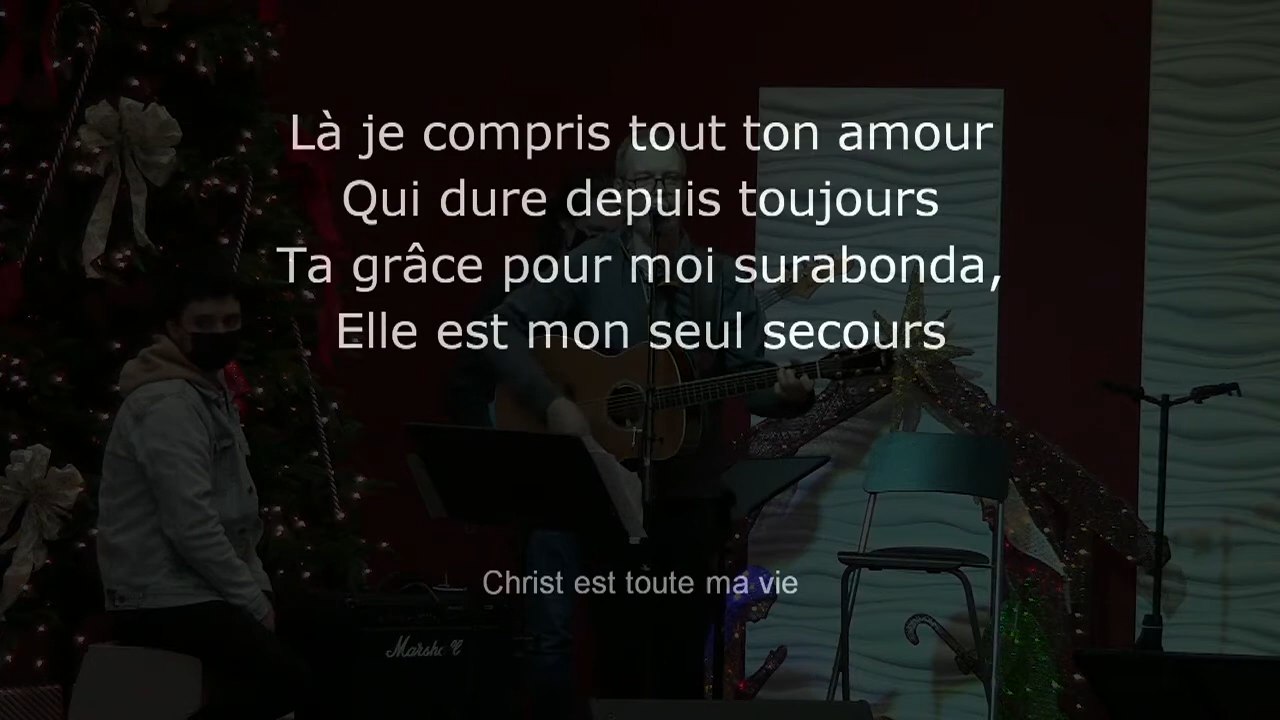 Là je compris tout ton amour
Qui dure depuis toujours
Ta grâce pour moi surabonda,
Elle est mon seul secours
Christ est toute ma vie